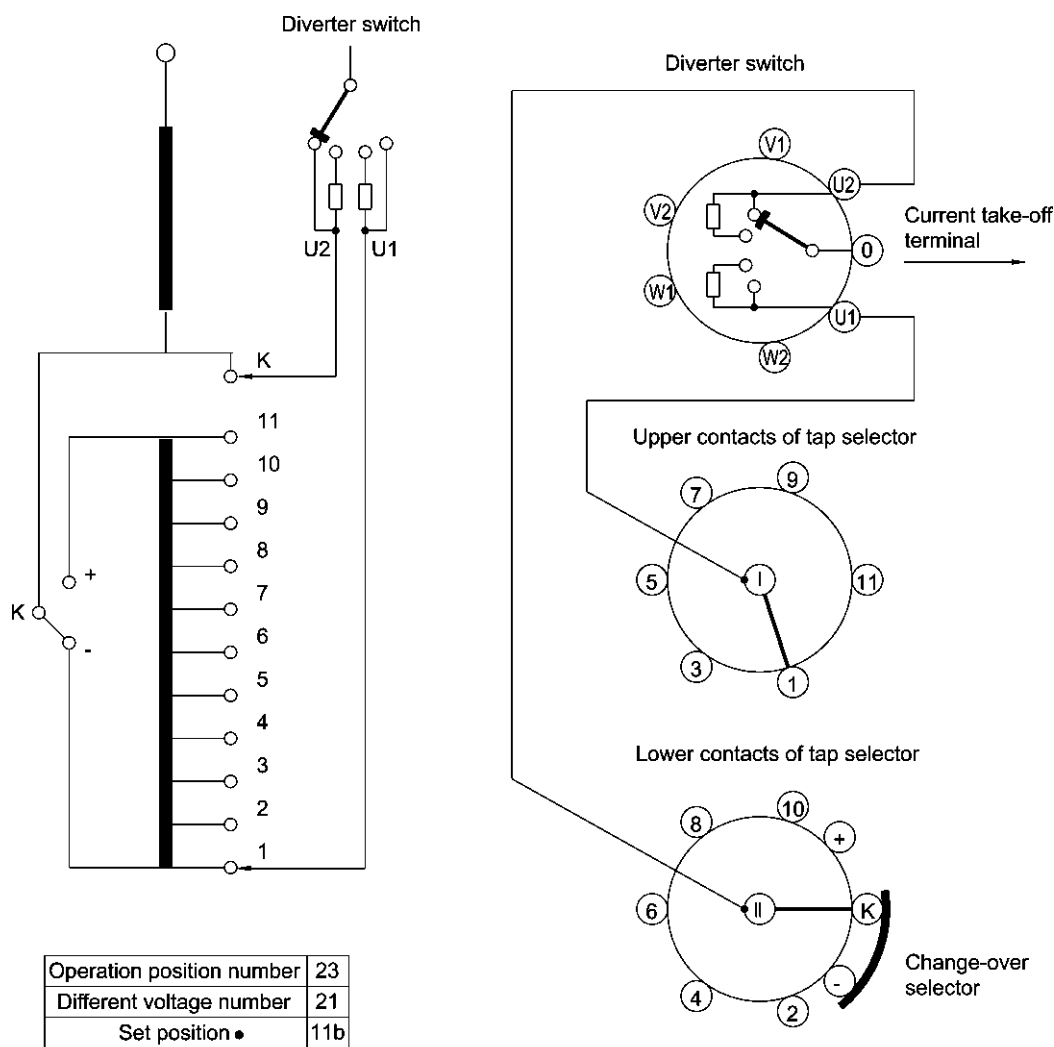 Diverter switch
U2
U1
K
11
10
9
8
7
6
5
4
3
2
1
+
K
-
Operation position number 23
Different voltage number 21
Set position • 11b
Diverter switch
V1
U2
V2
0
W1
U1
W2
Current take-off
terminal
Upper contacts of tap selector
9
7
I
5
11
3
1
Lower contacts of tap selector
10
8
+
II
6
K
-
4
2
Change-over
selector